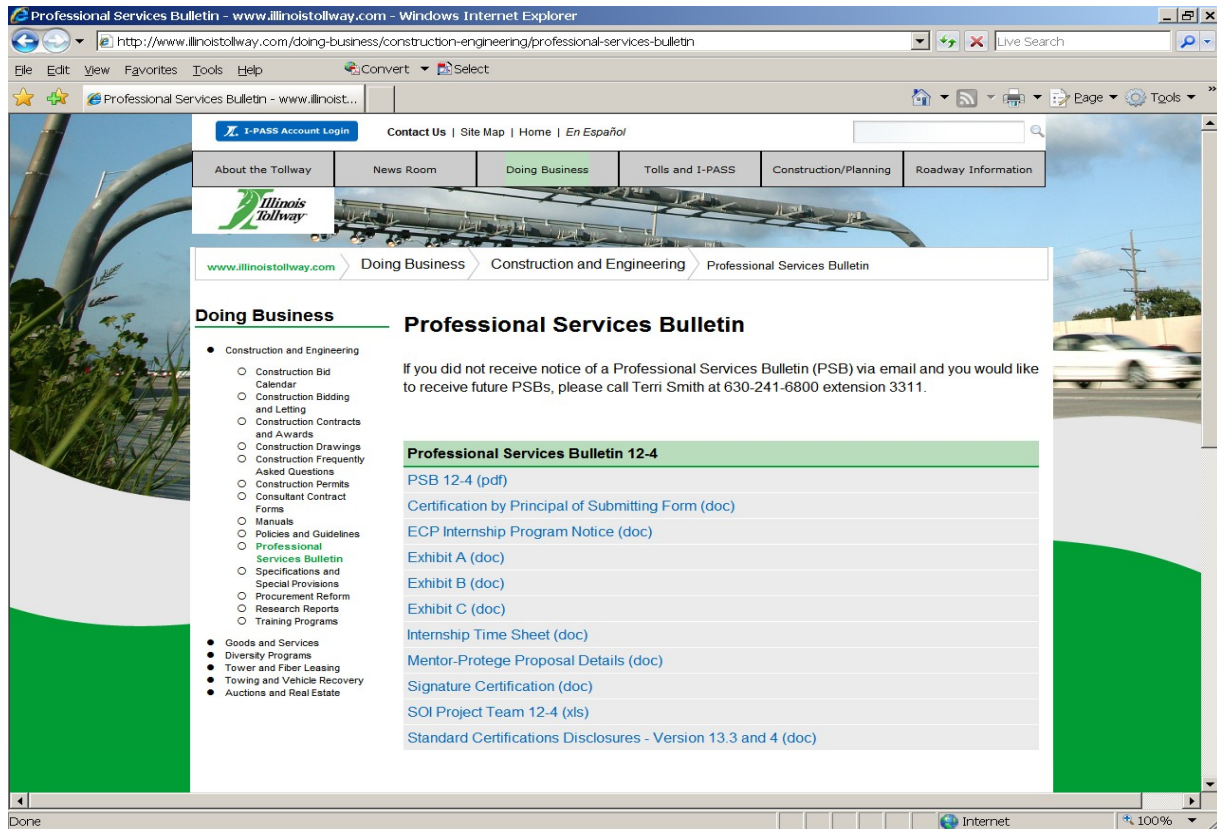 Professional Services Bulletin - www.illinoistollway.com - Windows Internet Explorer
http://www.illinoistollway.com/doing-business/construction-engineering/professional-services-bulletin
Live Search
File Edit View Favorites Tools Help
Convert Select
Professional Services Bulletin - www.illinoist...
Page Tools
I-PASS Account Login
Contact Us | Site Map | Home | En Español
About the Tollway
News Room
Doing Business
Tolls and I-PASS
Construction/Planning
Roadway Information
Illinois
Tollway
www.illinoistollway.com
Doing Business
Construction and Engineering
Professional Services Bulletin
Doing Business
Construction and Engineering
Construction Bid
Calendar
Construction Bidding
and Letting
Construction Contracts
and Awards
Construction Drawings
Construction Frequently
Asked Questions
Construction Permits
Consultant Contract
Forms
Manuals
Policies and Guidelines
Professional
Services Bulletin
Specifications and
Special Provisions
Procurement Reform
Research Reports
Training Programs
Goods and Services
Diversity Programs
Tower and Fiber Leasing
Towing and Vehicle Recovery
Auctions and Real Estate
Professional Services Bulletin
If you did not receive notice of a Professional Services Bulletin (PSB) via email and you would like
to receive future PSBs, please call Terri Smith at 630-241-6800 extension 3311.
Professional Services Bulletin 12-4
PSB 12-4 (pdf)
Certification by Principal of Submitting Form (doc)
ECP Internship Program Notice (doc)
Exhibit A (doc)
Exhibit B (doc)
Exhibit C (doc)
Internship Time Sheet (doc)
Mentor-Protege Proposal Details (doc)
Signature Certification (doc)
SOI Project Team 12-4 (xls)
Standard Certifications Disclosures - Version 13.3 and 4 (doc)
Done
Internet
100%